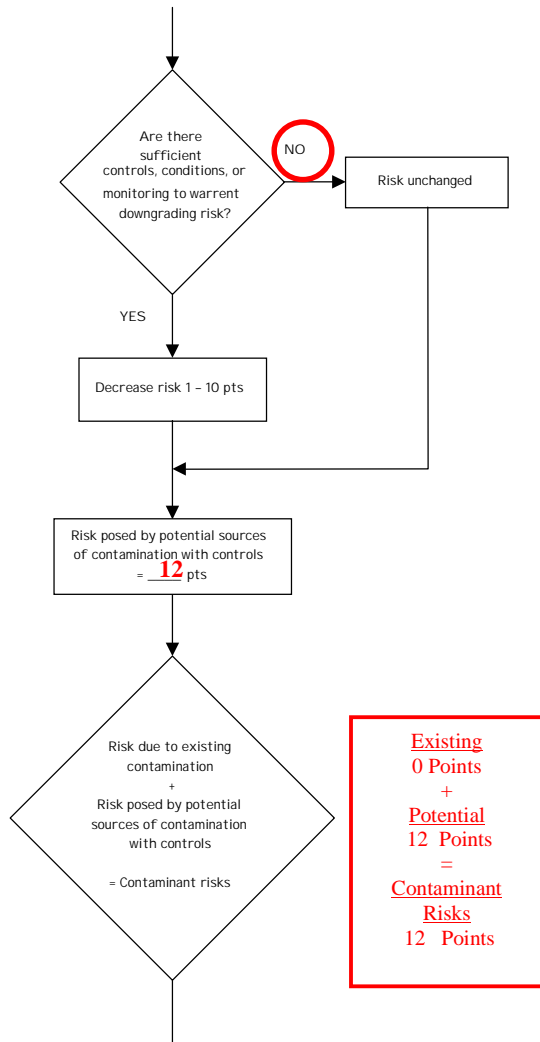 Are there
sufficient
controls, conditions, or
monitoring to warrent
downgrading risk?
NO
Risk unchanged
YES
Decrease risk 1 – 10 pts
Risk posed by potential sources
of contamination with controls
= 12 pts
Risk due to existing
contamination
+
Risk posed by potential
sources of contamination
with controls
= Contaminant risks
Existing
0 Points
+
Potential
12 Points
=
Contaminant
Risks
12 Points